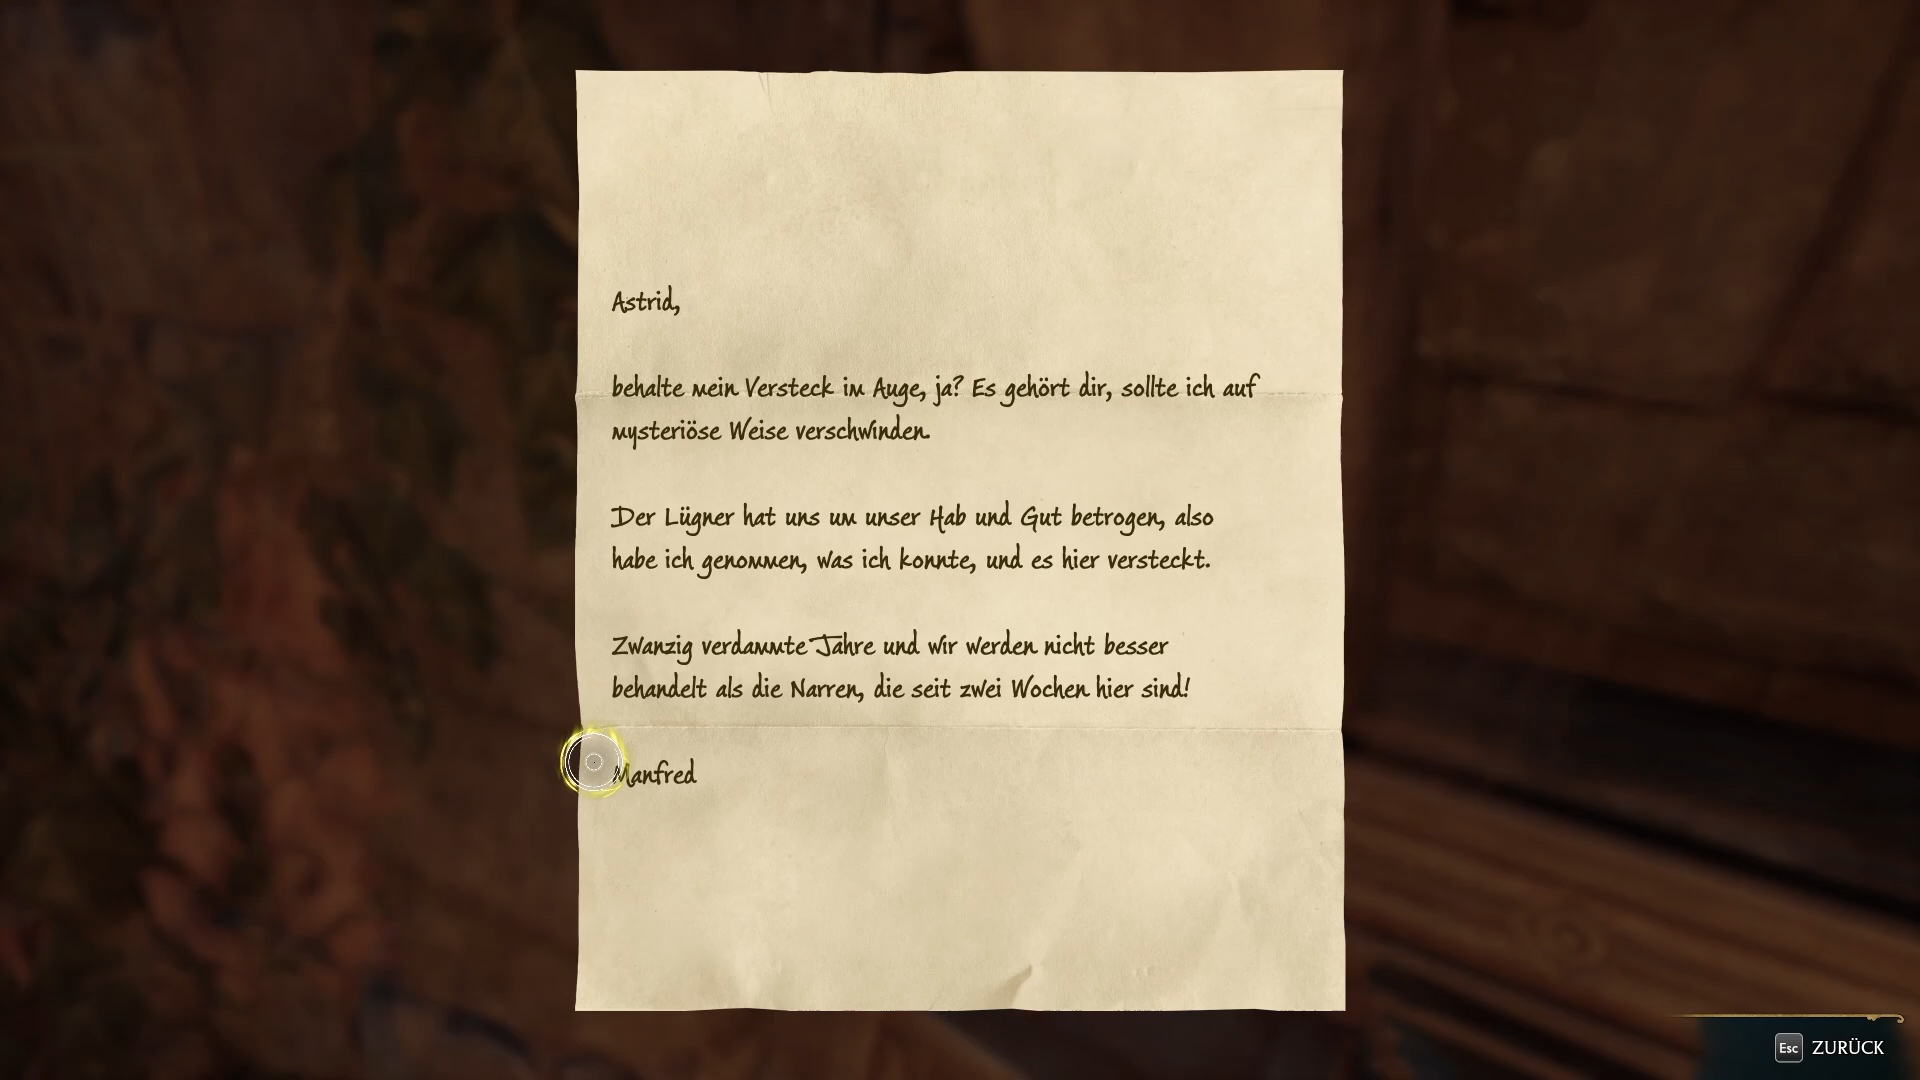 Astrid,
behalte mein Versteck im Auge, ja? Es gehört dir, sollte ich auf
mysteriöse Weise verschwinden.
Der Lügner hat uns um unser Hab und Gut betrogen, also
habe ich genommen, was ich konnte, und es hier versteckt.
Zwanzig verdammte Jahre und wir werden nicht besser
behandelt als die Narren, die seit zwei Wochen hier sind!
Manfred
Esc ZURÜCK